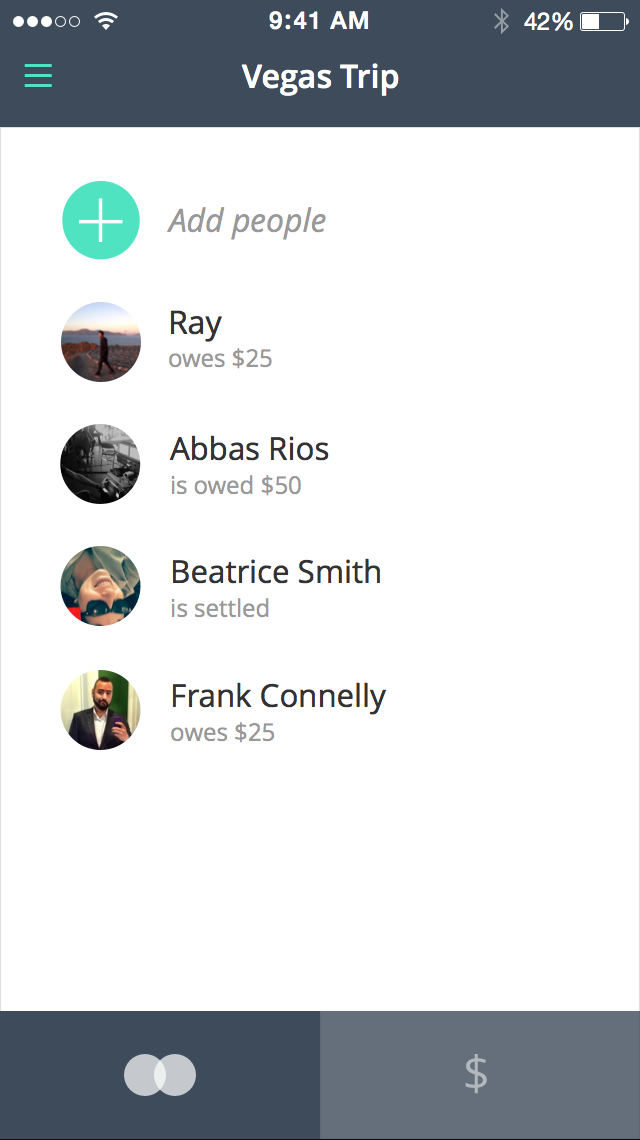 9:41 AM
42%
Vegas Trip
Add people
Ray
owes $25
Abbas Rios
is owed $50
Beatrice Smith
is settled
Frank Connelly
owes $25
$